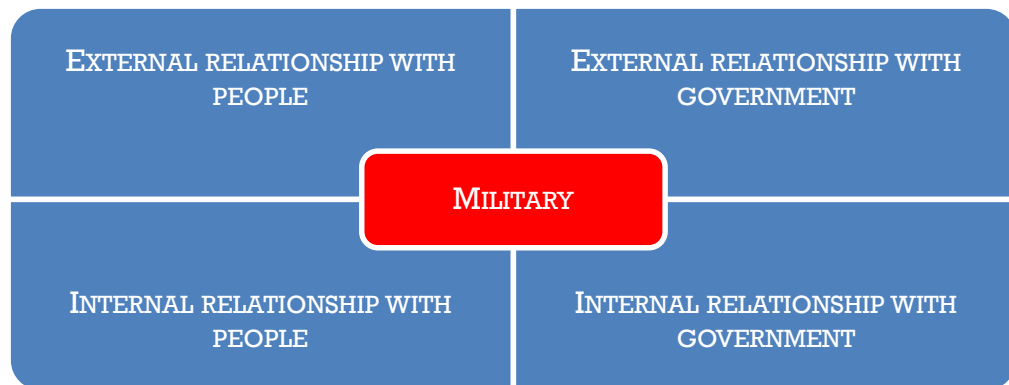 EXTERNAL RELATIONSHIP WITH
PEOPLE
EXTERNAL RELATIONSHIP WITH
GOVERNMENT
MILITARY
INTERNAL RELATIONSHIP WITH
PEOPLE
INTERNAL RELATIONSHIP WITH
GOVERNMENT